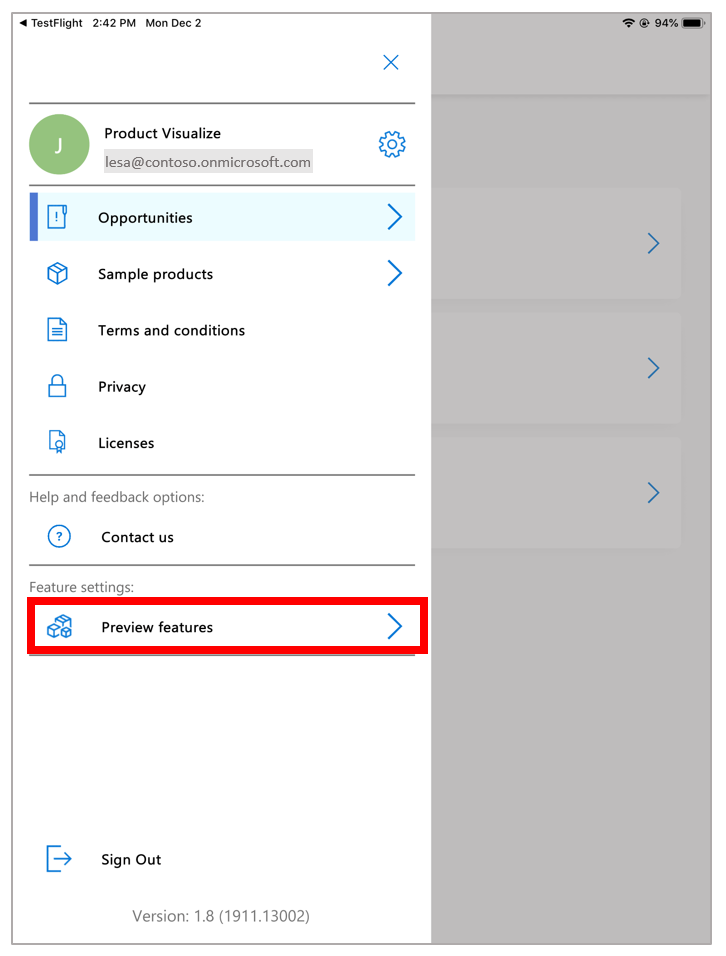 TestFlight 2:42 PM Mon Dec 2 94%
Product Visualize
J
lesa@contoso.onmicrosoft.com
Opportunities
Sample products
Terms and conditions
Privacy
Licenses
Help and feedback options:
? Contact us
Feature settings:
Preview features
Sign Out
Version: 1.8 (1911.13002)